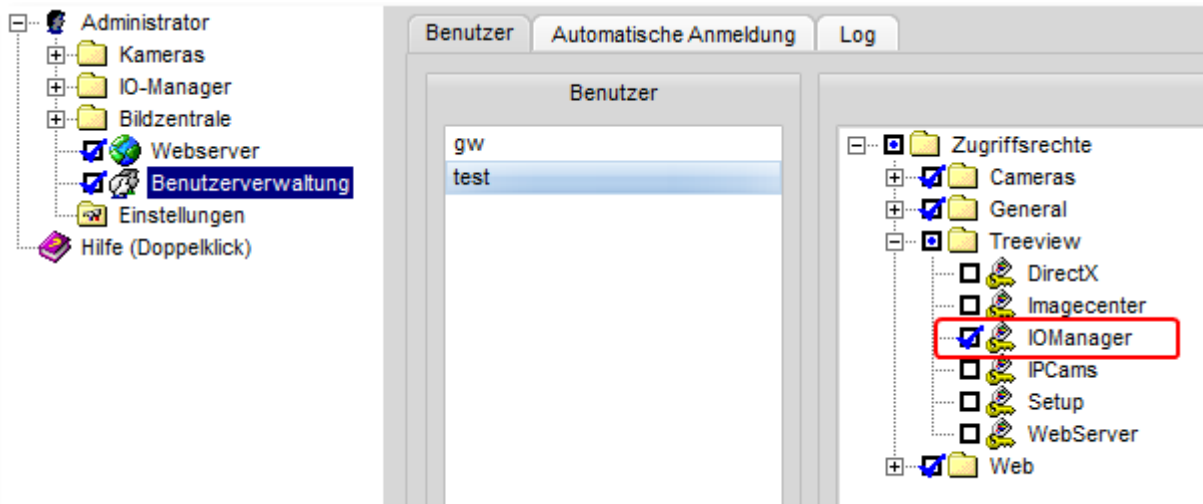 Administrator
Kameras
IO-Manager
Bildzentrale
Webserver
Benutzerverwaltung
Einstellungen
Hilfe (Doppelklick)
Benutzer
Automatische Anmeldung
Log
Benutzer
gw
test
Zugriffsrechte
Cameras
General
Treeview
DirectX
Imagecenter
IOManager
IPCams
Setup
WebServer
Web